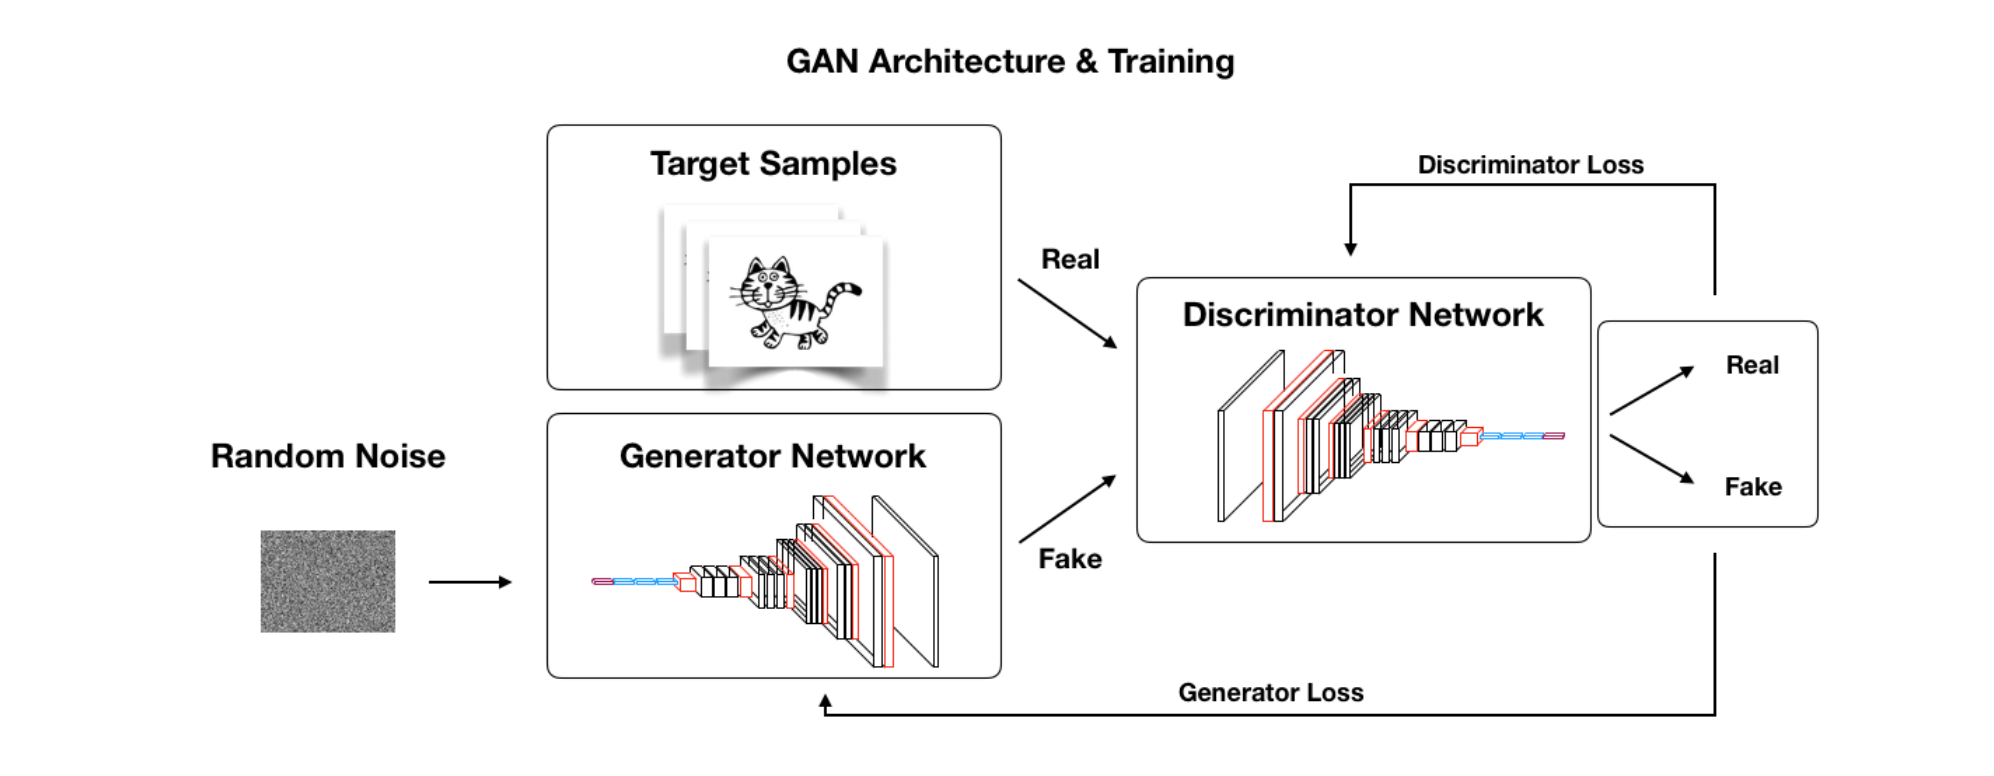 GAN Architecture & Training
Target Samples
Discriminator Loss
Real
Discriminator Network
Real
Random Noise
Generator Network
Fake
Fake
Generator Loss